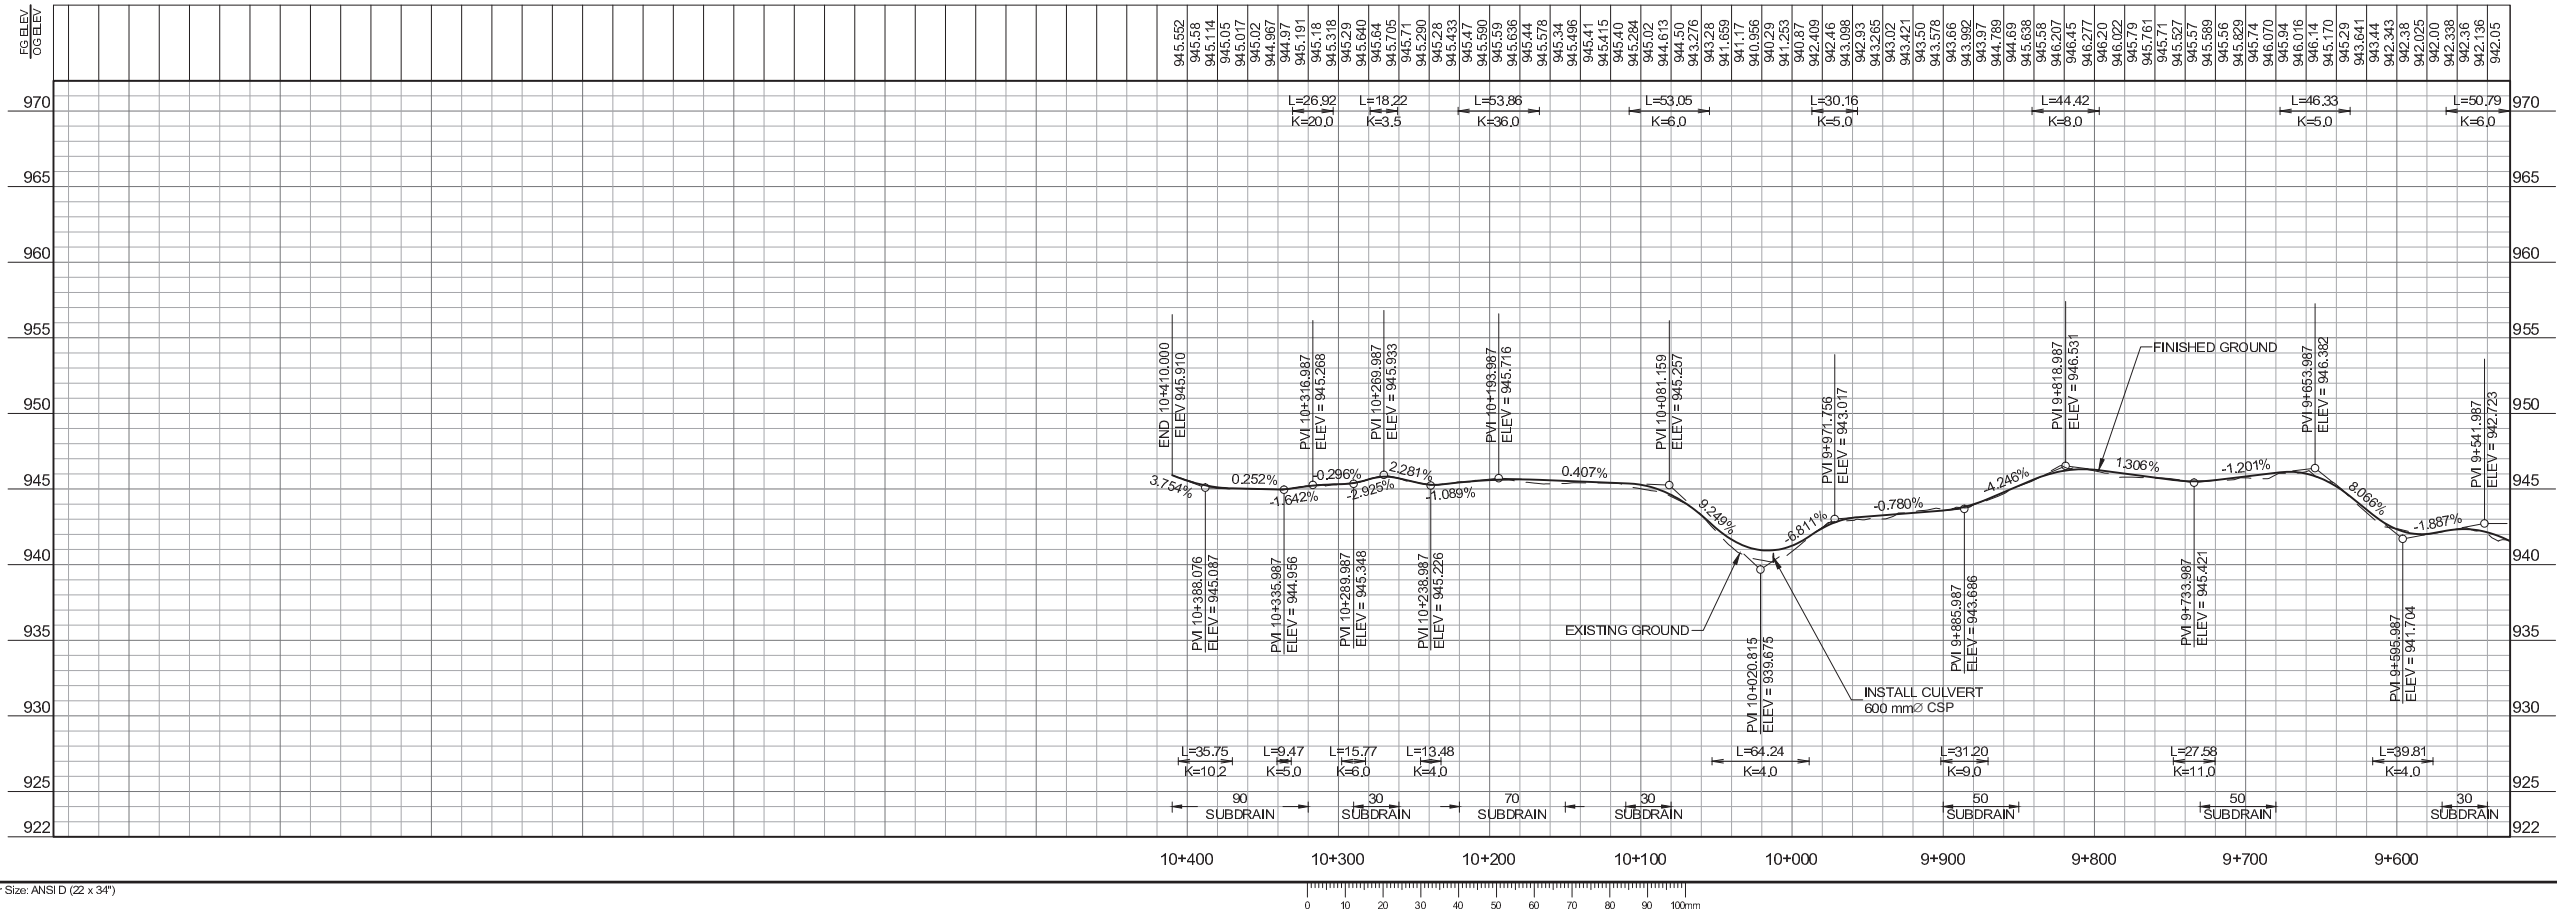 FG ELEV
OG ELEV
945.552
945.58
945.114
945.05
945.017
945.02
944.967
944.97
945.191
945.18
945.318
945.29
945.640
945.64
945.705
945.71
945.290
945.28
945.433
945.47
945.590
945.59
945.636
945.44
945.578
945.34
945.496
945.41
945.415
945.40
945.284
945.02
944.613
944.50
943.276
943.28
941.659
941.17
940.956
940.29
941.253
940.87
942.409
942.46
943.098
942.93
943.265
943.02
943.421
943.50
943.578
943.66
943.992
943.97
944.789
944.69
945.638
945.58
946.207
946.45
946.277
946.20
946.022
945.79
945.761
945.71
945.527
945.57
945.589
945.56
945.829
945.74
946.070
945.94
946.016
946.14
945.170
945.29
943.641
943.44
942.343
942.38
942.025
942.00
942.338
942.36
942.136
942.05
970
L=26.92
K=20.0
L=18.22
K=3.5
L=53.86
K=36.0
L=53.05
K=6.0
L=30.16
K=5.0
L=44.42
K=8.0
L=46.33
K=5.0
L=50.79
K=6.0
970
965
965
960
960
955
955
950
950
945
945
940
940
935
935
930
930
925
925
922
922
END 10+410.000
ELEV 945.910
PVI 10+316.987
ELEV = 945.268
PVI 10+269.987
ELEV = 945.933
PVI 10+193.987
ELEV = 945.716
PVI 10+081.159
ELEV = 945.257
PVI 9+971.756
ELEV = 943.017
PVI 9+818.987
ELEV = 946.531
FINISHED GROUND
PVI 9+653.987
ELEV = 946.382
PVI 9+541.987
ELEV = 942.723
3.754%
0.252%
-1.642%
-0.296%
-2.925%
2.281%
-1.089%
0.407%
9.249%
-6.811%
-0.780%
-4.246%
1.306%
-1.201%
8.066%
-1.887%
PVI 10+388.076
ELEV = 945.087
PVI 10+335.987
ELEV = 944.956
PVI 10+289.987
ELEV = 945.348
PVI 10+238.987
ELEV = 945.226
EXISTING GROUND
PVI 10+020.815
ELEV = 939.675
INSTALL CULVERT
600 mmØ CSP
PVI 9+885.987
ELEV = 943.686
PVI 9+733.987
ELEV = 945.421
PVI 9+595.987
ELEV = 941.704
L=35.75
K=10.2
L=9.47
K=5.0
L=15.77
K=6.0
L=13.48
K=4.0
L=64.24
K=4.0
L=31.20
K=9.0
L=27.58
K=11.0
L=39.81
K=4.0
90
SUBDRAIN
30
SUBDRAIN
70
SUBDRAIN
30
SUBDRAIN
50
SUBDRAIN
50
SUBDRAIN
30
SUBDRAIN
10+400
10+300
10+200
10+100
10+000
9+900
9+800
9+700
9+600
r Size: ANSI D (22 x 34")
0 10 20 30 40 50 60 70 80 90 100mm